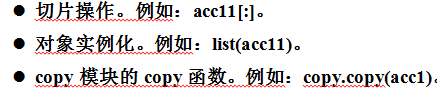 ● 切片操作。例如：acc11[:]。
● 对象实例化。例如：list(acc11)。
● copy 模块的 copy 函数。例如：copy.copy(acc1)。